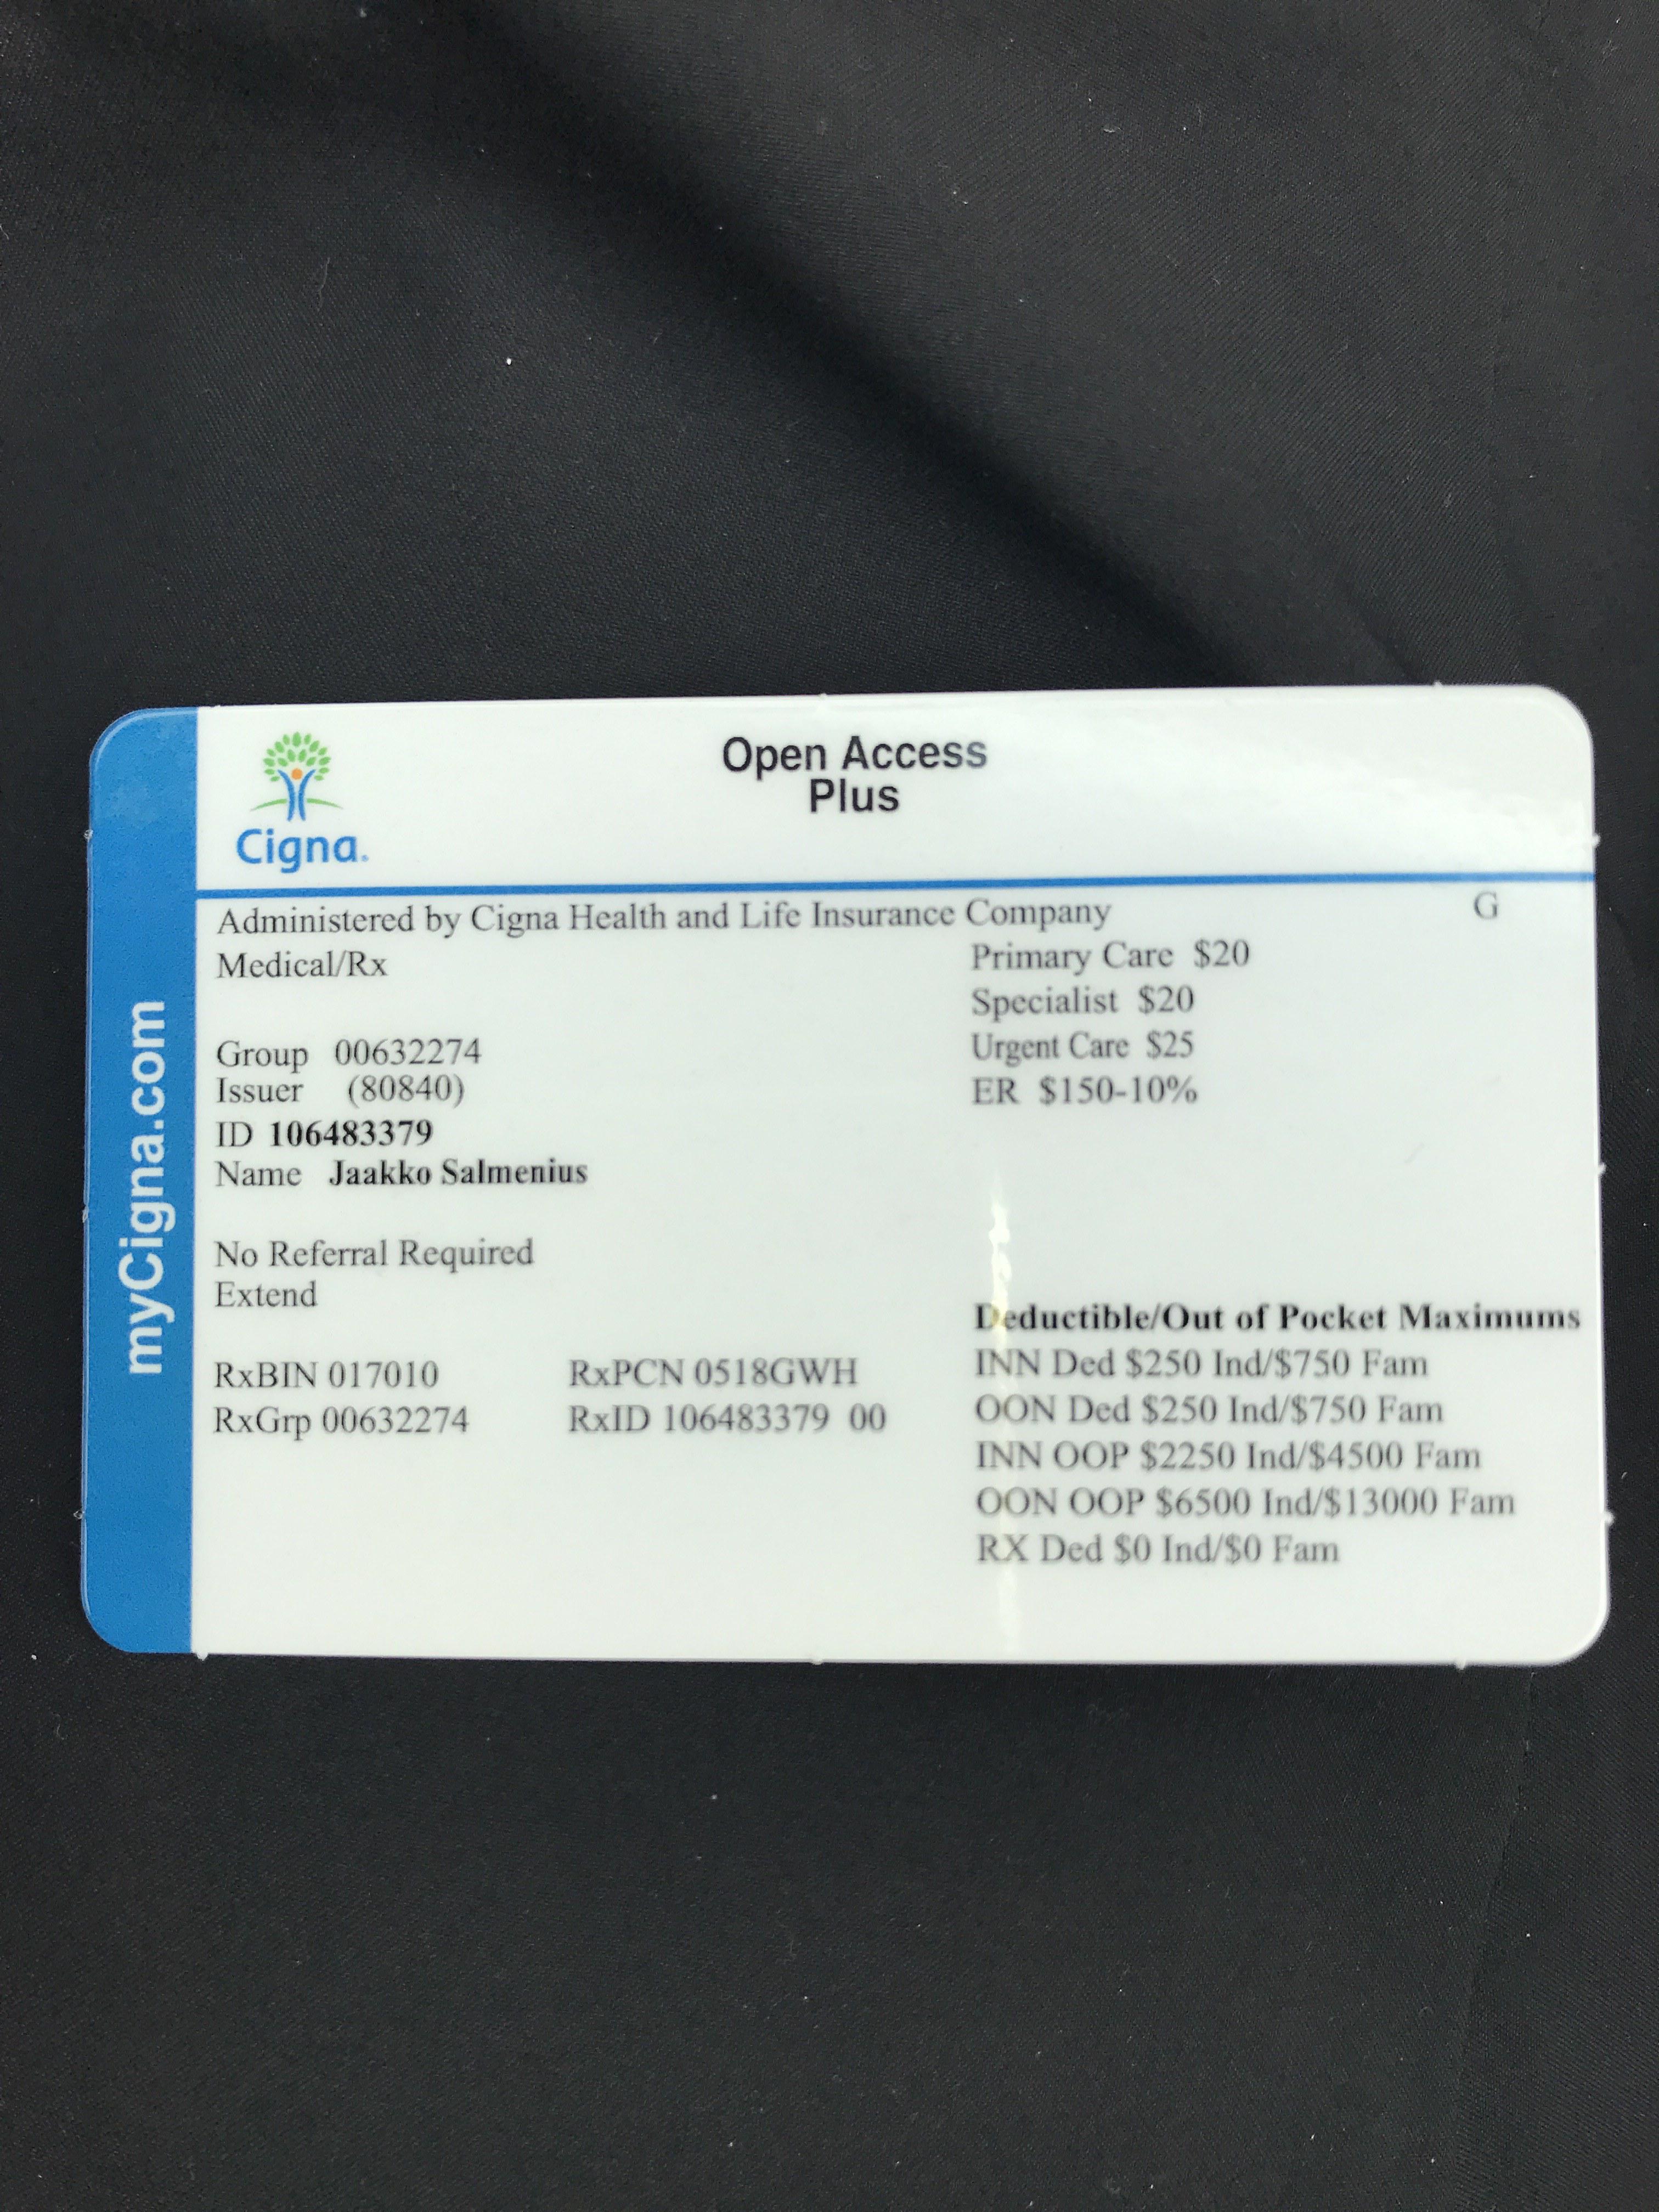 myCigna.com
Cigna.
Open Access
Plus
G
Administered by Cigna Health and Life Insurance Company
Medical/Rx
Group 00632274
Issuer (80840)
ID 106483379
Name Jaakko Salmenius
No Referral Required
Extend
RxBIN 017010 RxPCN 0518GWH
RxGrp 00632274 RxID 106483379 00
Primary Care $20
Specialist $20
Urgent Care $25
ER $150-10%
Deductible/Out of Pocket Maximums
INN Ded $250 Ind/$750 Fam
OON Ded $250 Ind/$750 Fam
INN OOP $2250 Ind/$4500 Fam
OON OOP $6500 Ind/$13000 Fam
RX Ded $0 Ind/$0 Fam